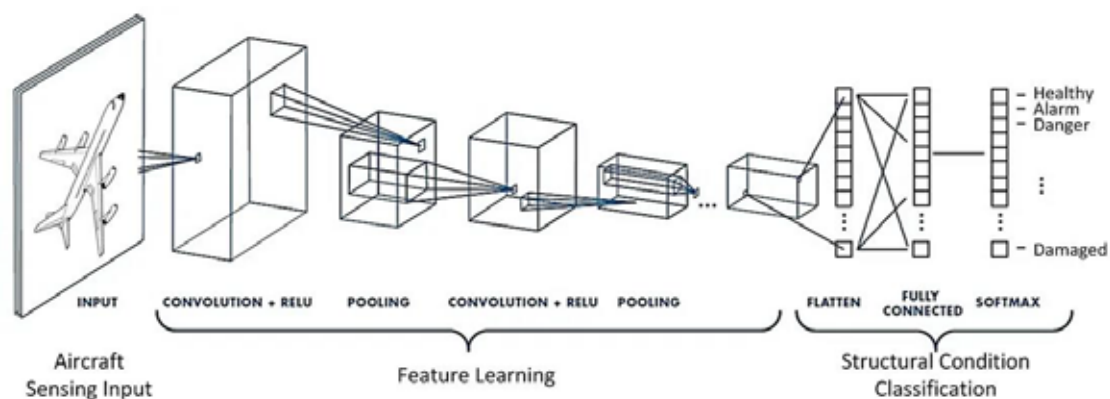 – Healthy
– Alarm
– Danger
...
– Damaged
INPUT
CONVOLUTION + RELU
POOLING
CONVOLUTION + RELU
POOLING
FLATTEN
FULLY
CONNECTED
SOFTMAX
Aircraft
Sensing Input
Feature Learning
Structural Condition
Classification